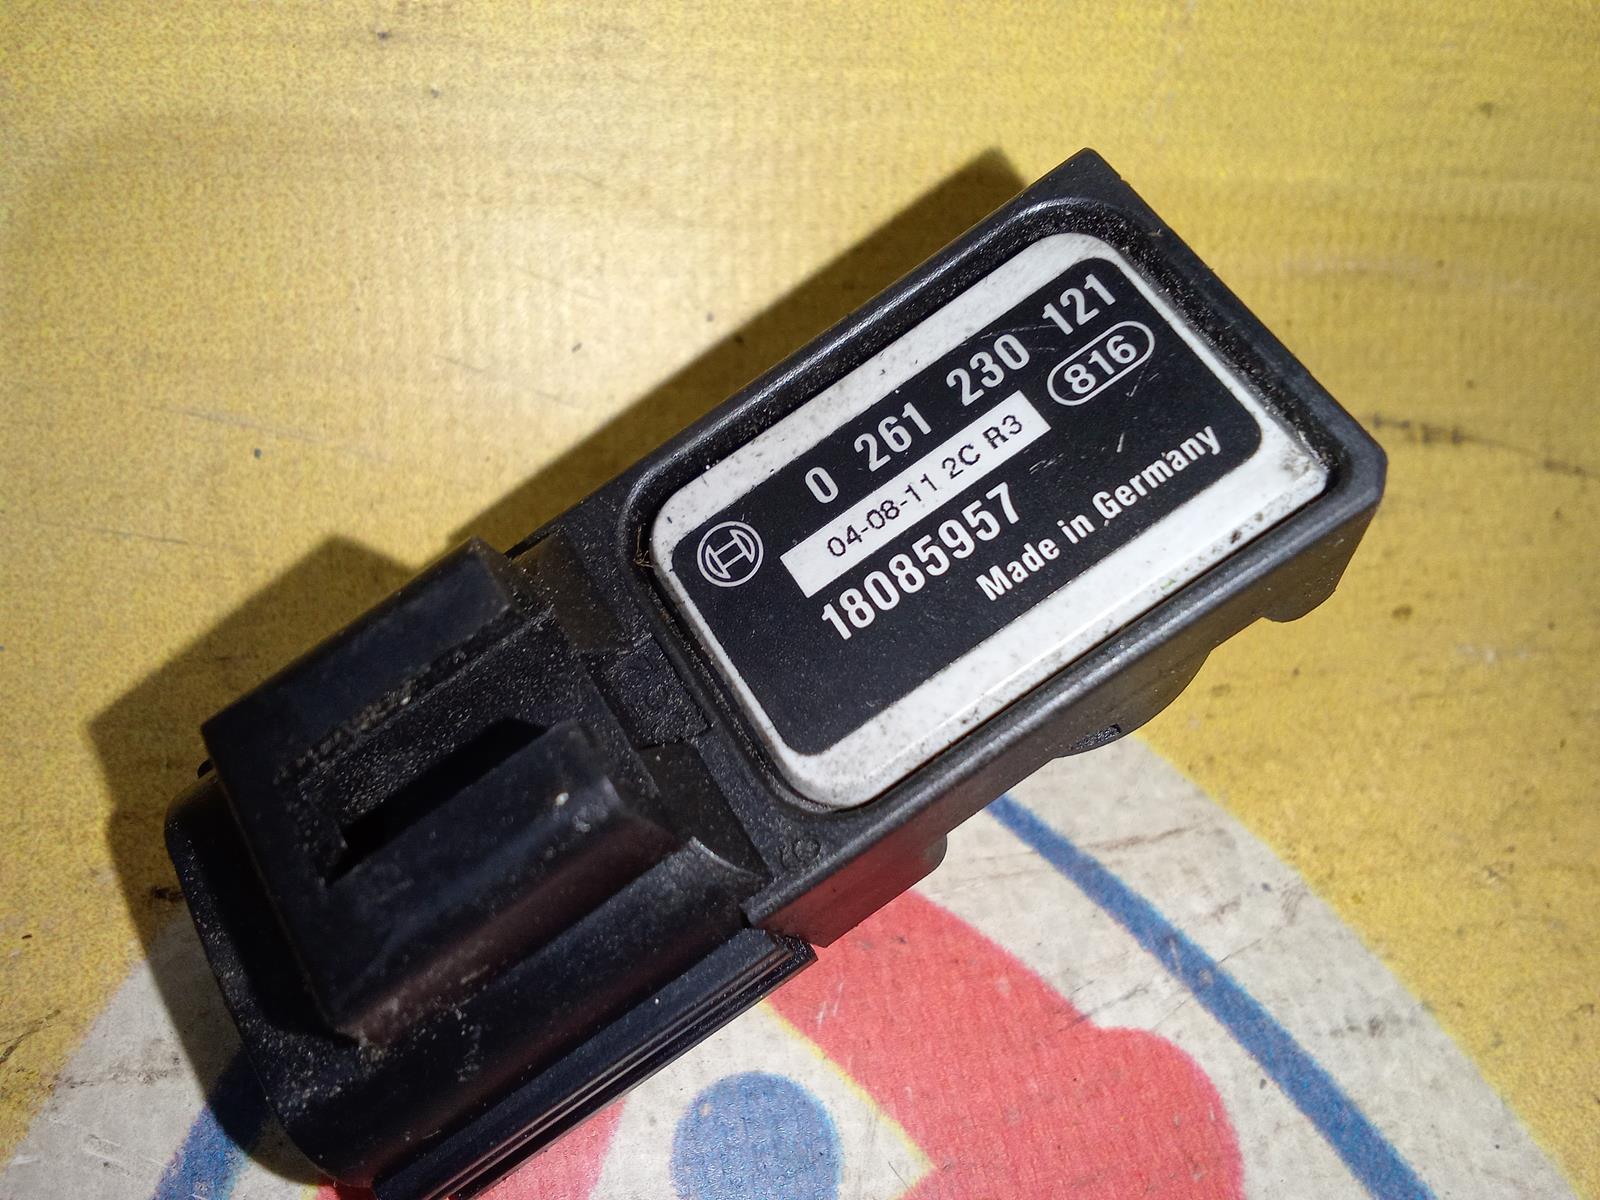 0 261 230 121
816
04-08-11 2C R3
18085957
Made in Germany